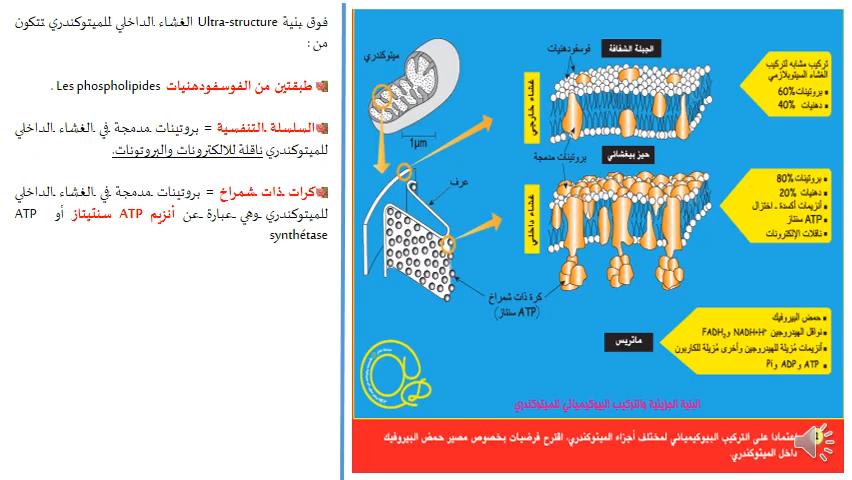 فوق بنية Ultra-structure الغشاء الداخلي للميتوكندري تتكون
من :
طبقتين من الفوسفودهنيات Les phospholipides .
السلسلة التنفسية = بروتينات مدمجة في الغشاء الداخلي
للميتوكندري ناقلة للالكترونات والبروتونات.
كرات ذات شمراخ = بروتينات مدمجة في الغشاء الداخلي
للميتوكندري وهي عبارة عن أنزيم ATP سنتيتاز أو ATP
synthétase
الجبلة الشفافة
فوسفودهنيات
ميتوكندري
1µm
غشاء خارجي
تركيب مشابه لتركيب
الغشاء السيتوبلازمي
بروتينات 60%
دهنيات 40%
حيز بيغشائي
بروتينات مدمجة
عرف
غشاء داخلي
بروتينات 80%
دهنيات 20%
أنزيمات أكسدة ـ اختزال
ATP سنتاز
ناقلات الإلكترونات
كرة ذات شمراخ
(ATP سنتاز)
ماتريس
حمض البيروفيك
نواقل الهيدروجين NADH+H⁺ وFADH₂
أنزيمات مُزيلة للهيدروجين وأخرى مُزيلة للكاربون
ATP وADP وPi
البنية الجزيئية والتركيب البيوكيميائي للميتوكندري
اعتمادا على التركيب البيوكيميائي لمختلف أجزاء الميتوكندري، اقترح فرضيات بخصوص مصير حمض البيروفيك
داخل الميتوكندري.